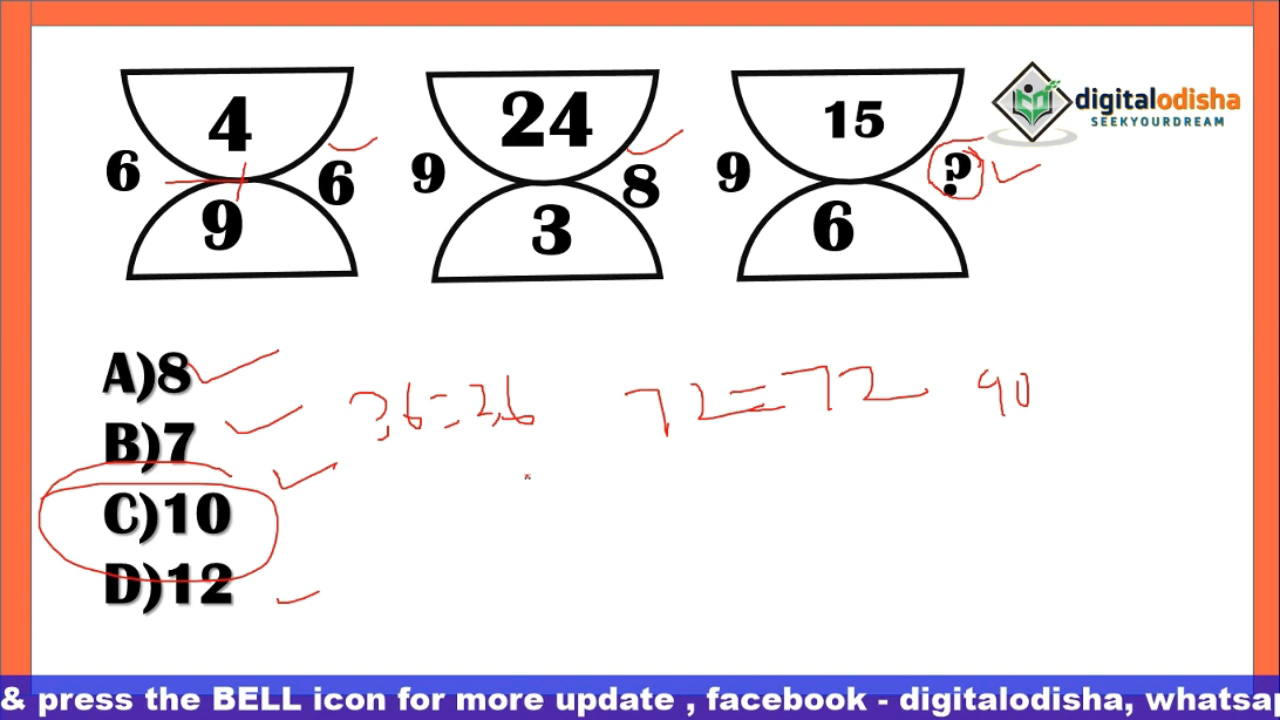 4 24 15
digitalodisha
SEEKYOURDREAM
6 6 9 8 9 ?
9 3 6
A)8
B)7
36=36 72=72 90
C)10
D)12
& press the BELL icon for more update , facebook - digitalodisha, whatsa